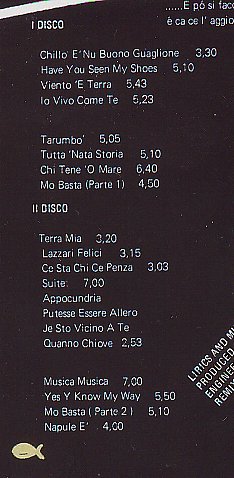 ......E pó si facc
I DISCO
è ca ce l' aggio
Chillo' E' Nu Buono Guaglione 3,30
Have You Seen My Shoes 5,10
Viento 'E Terra 5,43
Io Vivo Come Te 5,23
Tarumbo' 5,05
Tutta 'Nata Storia 5,10
Chi Tene 'O Mare 6,40
Mo Basta (Parte 1) 4,50
II DISCO
Terra Mia 3,20
Lazzari Felici 3,15
Ce Sta Chi Ce Penza 3,03
Suite: 7,00
Appocundria
Putesse Essere Allero
Je Sto Vicino A Te
Quanno Chiove 2,53
Musica Musica 7,00
Yes Y Know My Way 5,50
Mo Basta ( Parte 2 ) 5,10
Napule E' 4,00
LIRICS AND M
PRODUCED
ENGINEE
REMI